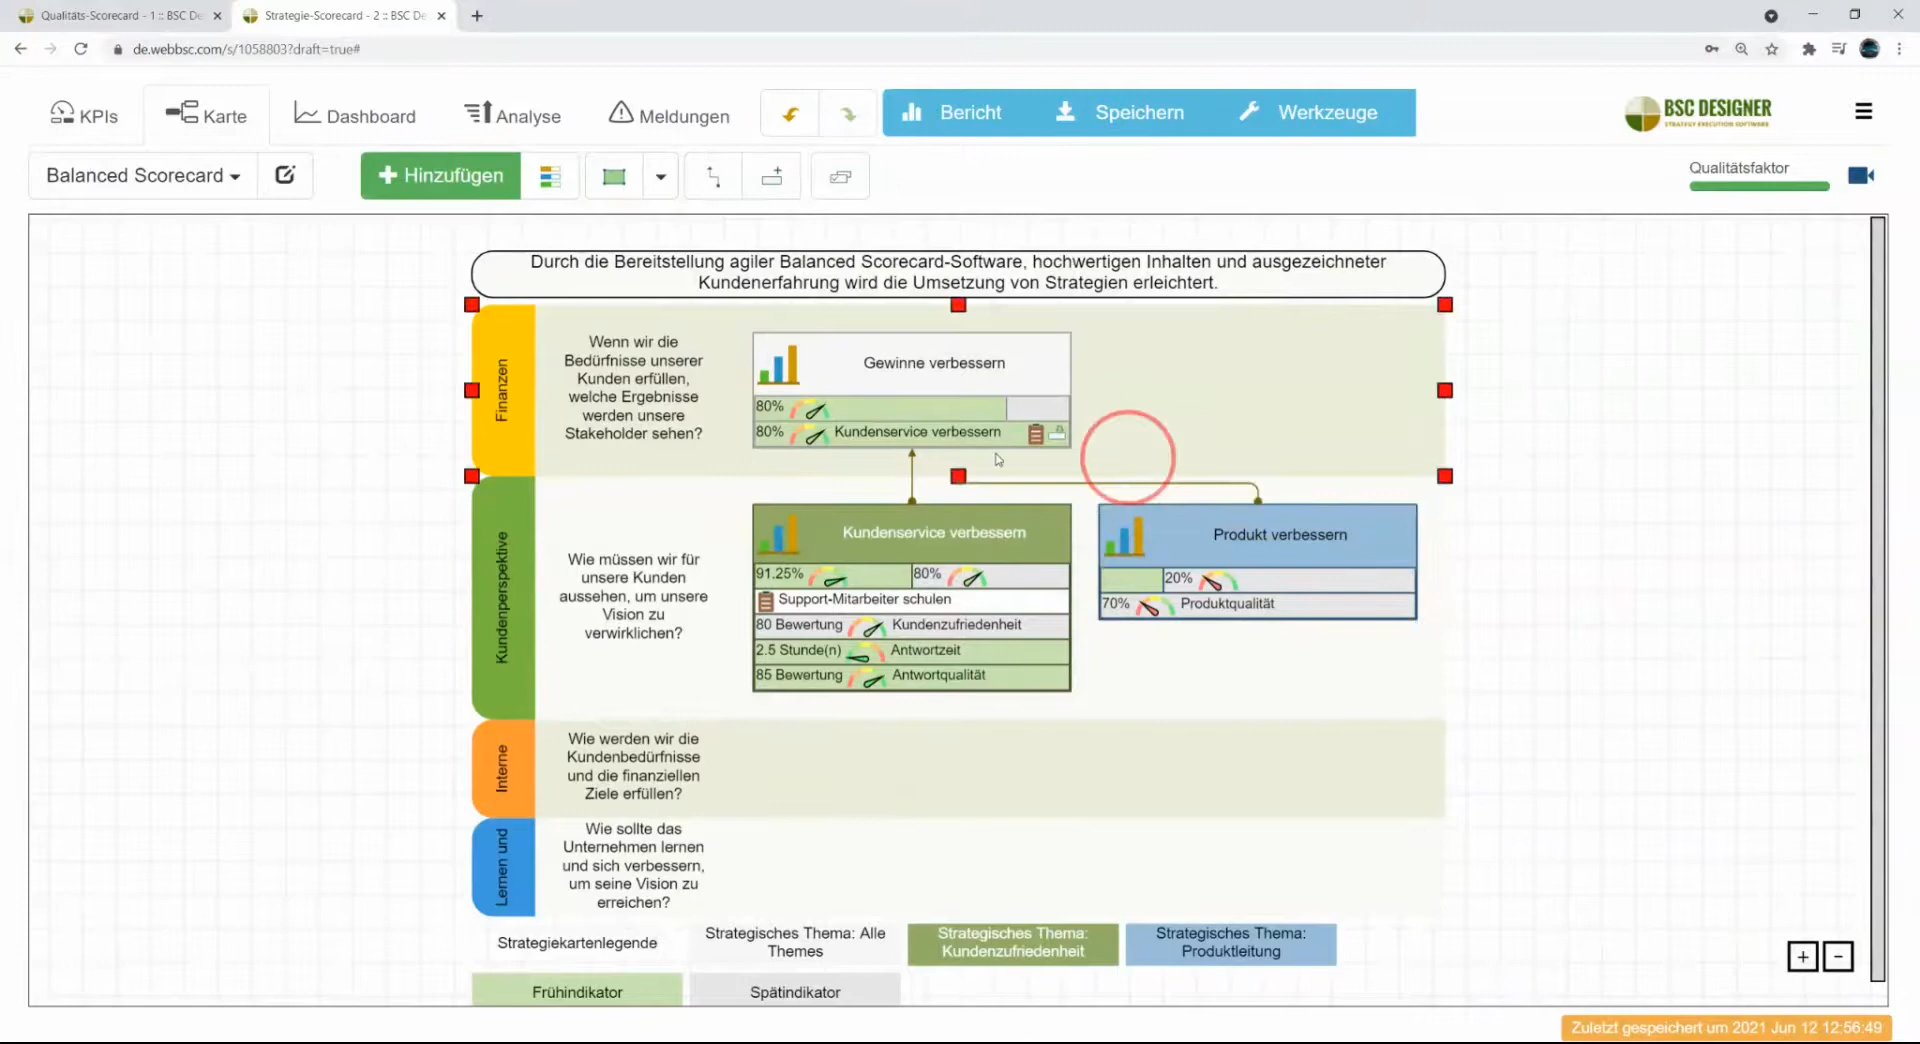 Qualitäts-Scorecard - 1 :: BSC De
Strategie-Scorecard - 2 :: BSC De
de.webbsc.com/s/1058803?draft=true#
KPIs
Karte
Dashboard
Analyse
Meldungen
Bericht
Speichern
Werkzeuge
BSC DESIGNER
STRATEGY EXECUTION SOFTWARE
Balanced Scorecard
Hinzufügen
Qualitätsfaktor
Durch die Bereitstellung agiler Balanced Scorecard-Software, hochwertigen Inhalten und ausgezeichneter
Kundenerfahrung wird die Umsetzung von Strategien erleichtert.
Finanzen
Wenn wir die
Bedürfnisse unserer
Kunden erfüllen,
welche Ergebnisse
werden unsere
Stakeholder sehen?
Gewinne verbessern
80%
80% Kundenservice verbessern
Kundenperspektive
Wie müssen wir für
unsere Kunden
aussehen, um unsere
Vision zu
verwirklichen?
Kundenservice verbessern
91.25% 80%
Support-Mitarbeiter schulen
80 Bewertung Kundenzufriedenheit
2.5 Stunde(n) Antwortzeit
85 Bewertung Antwortqualität
Produkt verbessern
20%
70% Produktqualität
Interne
Wie werden wir die
Kundenbedürfnisse
und die finanziellen
Ziele erfüllen?
Lernen und
Wie sollte das
Unternehmen lernen
und sich verbessern,
um seine Vision zu
erreichen?
Strategiekartenlegende
Strategisches Thema: Alle
Themes
Strategisches Thema:
Kundenzufriedenheit
Strategisches Thema:
Produktleitung
Frühindikator
Spätindikator
Zuletzt gespeichert um 2021 Jun 12 12:56:49